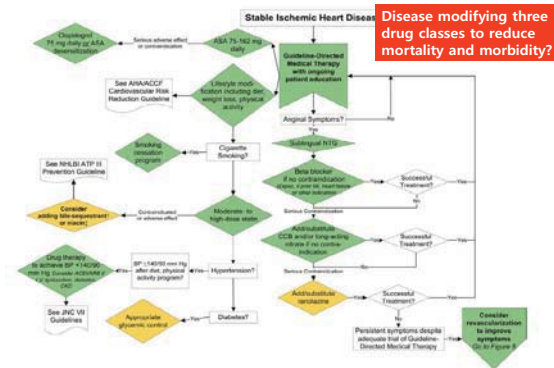 Stable Ischemic Heart Diseas
Disease modifying three
drug classes to reduce
mortality and morbidity?
Clopidogrel
75 mg daily or ASA
desensitization
Serious adverse effect
or contraindication
ASA 75-162 mg
daily
Guideline-Directed
Medical Therapy
with ongoing
patient education
See AHA/ACCF
Cardiovascular Risk
Reduction Guideline
Lifestyle modi-
fication including diet,
weight loss, physical
activity
Anginal Symptoms?
No
Yes
Sublingual NTG
Smoking
cessation
program
Yes
Cigarette
Smoking?
Beta blocker
if no contraindication
Yes
Successful
Treatment?
Yes
No
See NHLBI ATP III
Prevention Guideline
Serious Contraindication
Consider
adding bile-sequestrant
or niacin
Contraindicated
or adverse effect
Moderate- to
high-dose statin
Add/substitute
CCB and/or long-acting
nitrate if no contra-
indication
Yes
Successful
Treatment?
Yes
No
Serious Contraindication
Drug therapy
to achieve BP <140/90
mm Hg
Yes
BP ≥140/90 mm Hg
after diet, physical
activity program?
Yes
Hypertension?
Add/substitute
ranolazine
Yes
Successful
Treatment?
Yes
No
See JNC VII
Guidelines
Appropriate
glycemic control
Yes
Diabetes?
Persistent symptoms despite
adequate trial of Guideline-
Directed Medical Therapy
Yes
Consider
revascularization
to improve
symptoms
Go to Figure 5